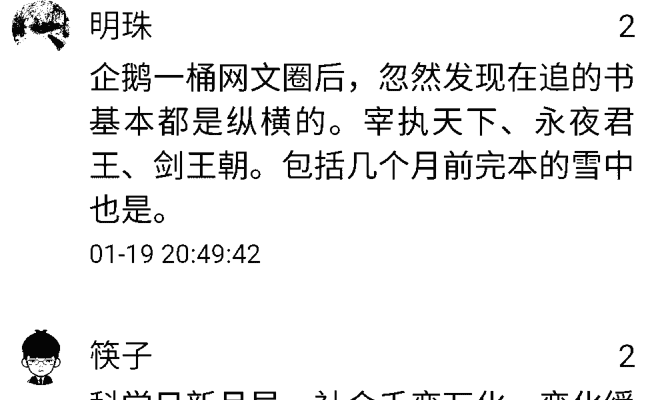 明珠 2
企鹅一桶网文圈后，忽然发现在追的书
基本都是纵横的。宰执天下、永夜君
王、剑王朝。包括几个月前完本的雪中
也是。
01-19 20:49:42
筷子 2